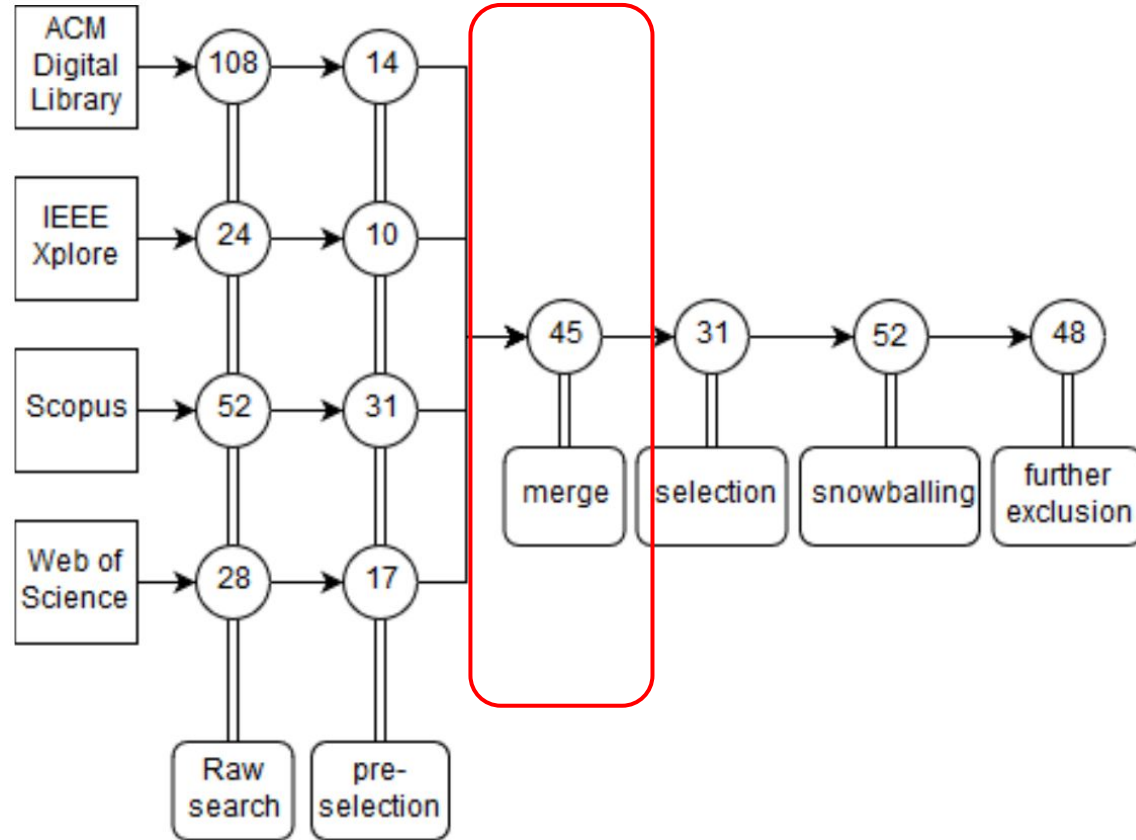 ACM
Digital
Library
108
14
IEEE
Xplore
24
10
45
31
52
48
Scopus
52
31
merge
selection
snowballing
further
exclusion
Web of
Science
28
17
Raw
search
pre-
selection